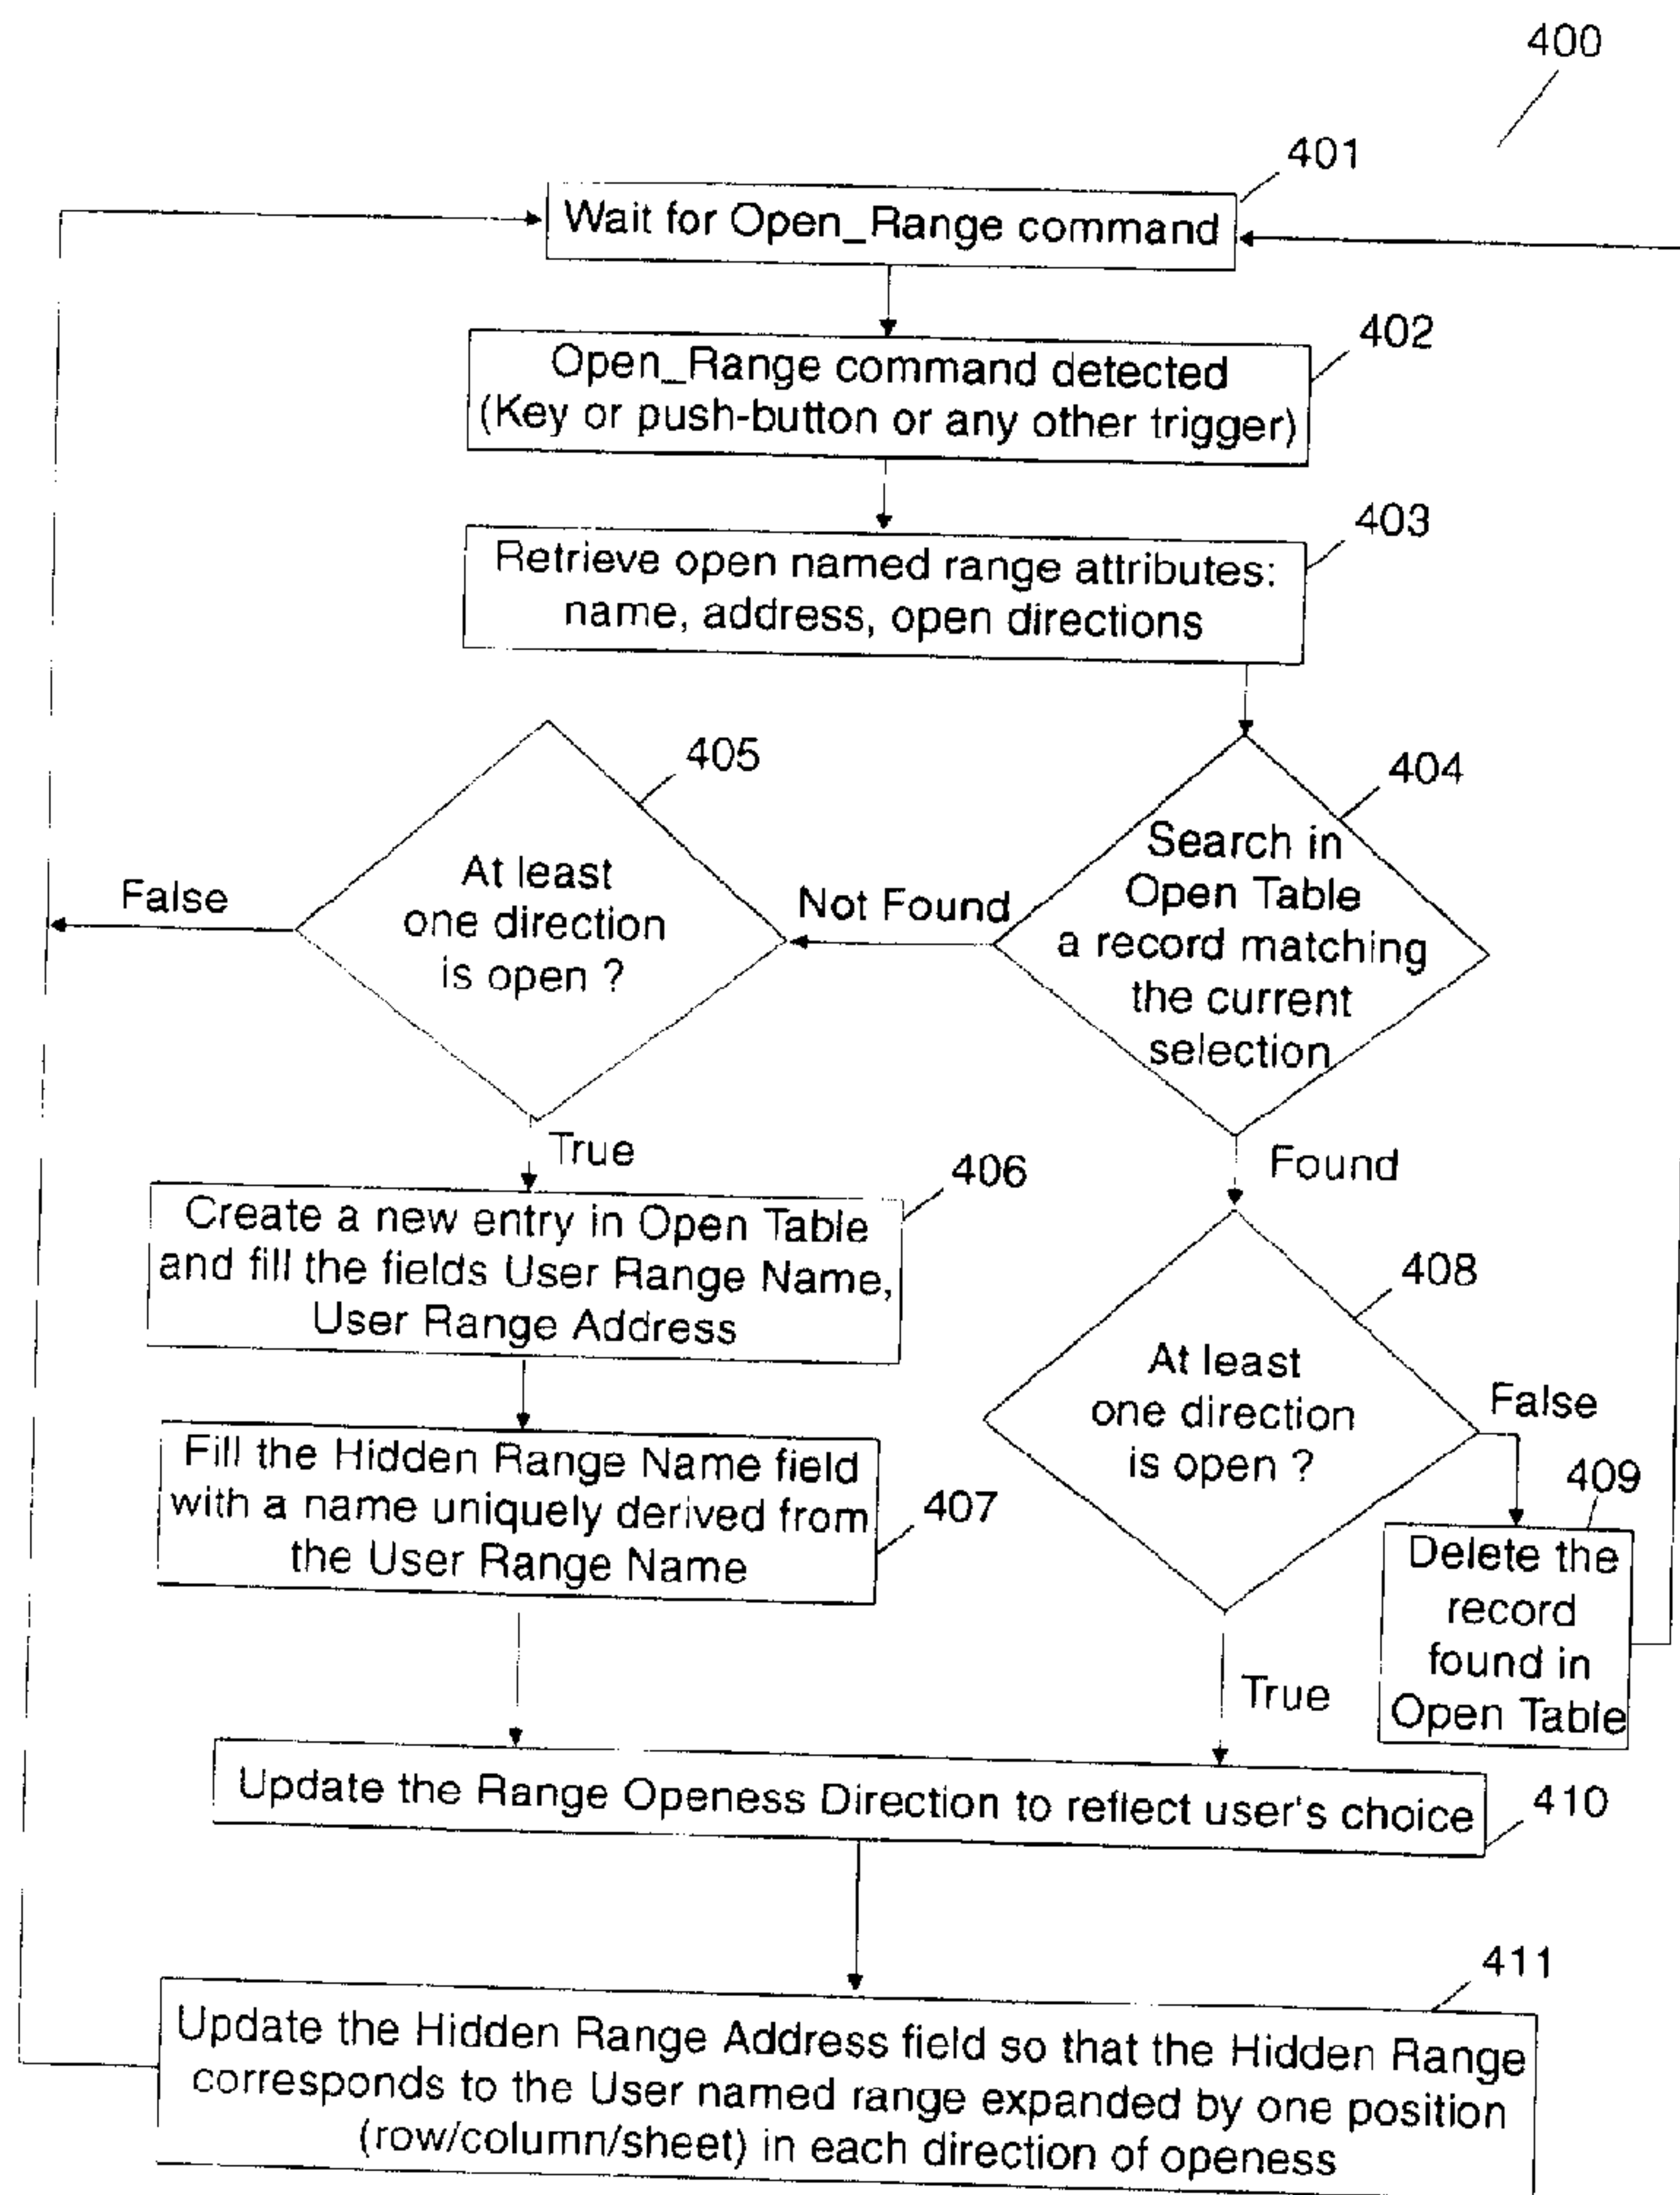 400
401
Wait for Open_Range command
402
Open_Range command detected
(Key or push-button or any other trigger)
403
Retrieve open named range attributes:
name, address, open directions
405
404
At least
one direction
is open ?
False
Not Found
Search in
Open Table
a record matching
the current
selection
True
Found
406
Create a new entry in Open Table
and fill the fields User Range Name,
User Range Address
408
At least
one direction
is open ?
False
407
Fill the Hidden Range Name field
with a name uniquely derived from
the User Range Name
409
Delete the
record
found in
Open Table
True
410
Update the Range Openess Direction to reflect user's choice
411
Update the Hidden Range Address field so that the Hidden Range
corresponds to the User named range expanded by one position
(row/column/sheet) in each direction of openess